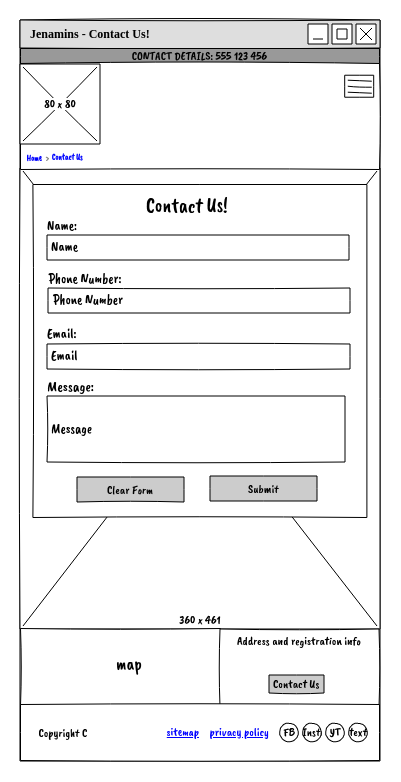 Jenamins - Contact Us!
CONTACT DETAILS: 555 123 456
80 x 80
Home > Contact Us
Contact Us!
Name:
Name
Phone Number:
Phone Number
Email:
Email
Message:
Message
Clear Form Submit
360 x 461
map
Address and registration info
Contact Us
Copyright C sitemap privacy policy FB Inst YT text